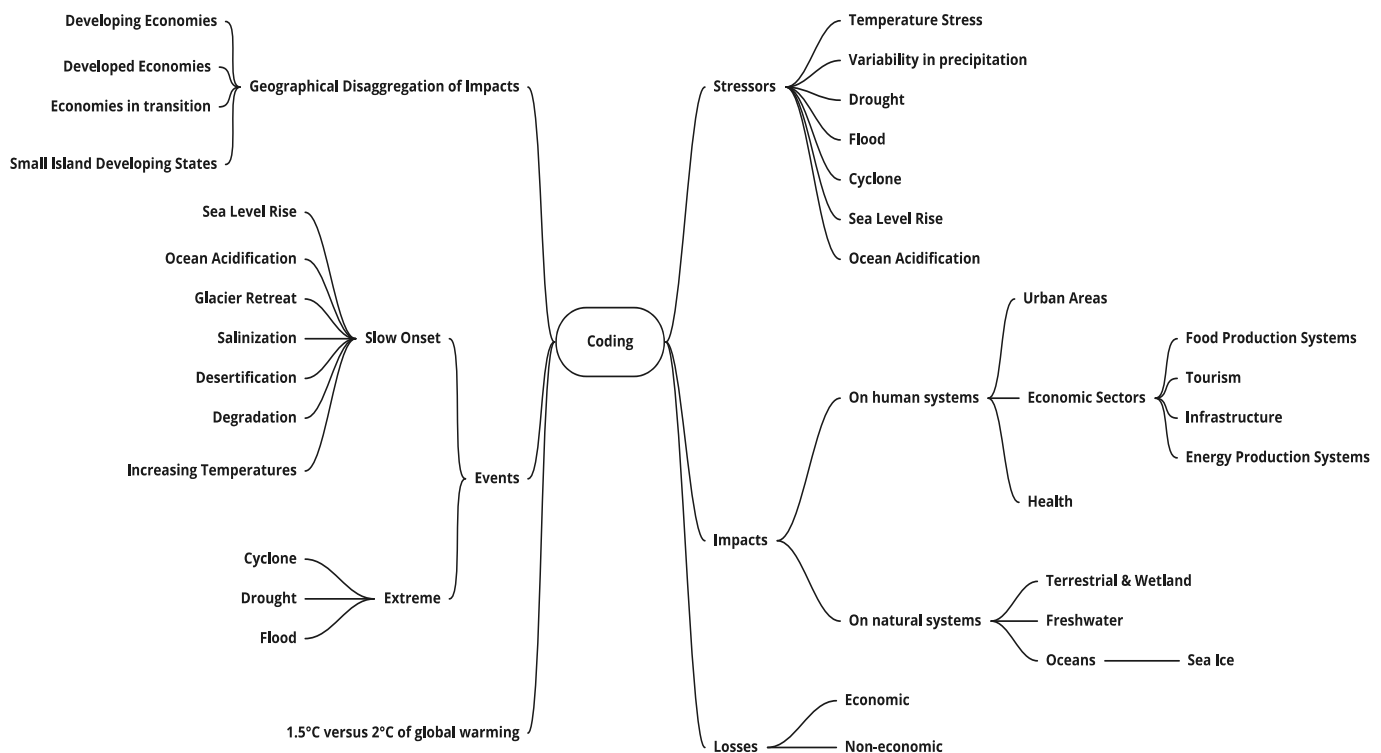 Developing Economies
Developed Economies
Economies in transition
Small Island Developing States
Geographical Disaggregation of Impacts
Sea Level Rise
Ocean Acidification
Glacier Retreat
Salinization
Desertification
Degradation
Increasing Temperatures
Slow Onset
Cyclone
Drought
Flood
Extreme
Events
1.5°C versus 2°C of global warming
Coding
Stressors
Temperature Stress
Variability in precipitation
Drought
Flood
Cyclone
Sea Level Rise
Ocean Acidification
Impacts
On human systems
Urban Areas
Economic Sectors
Food Production Systems
Tourism
Infrastructure
Energy Production Systems
Health
On natural systems
Terrestrial & Wetland
Freshwater
Oceans
Sea Ice
Losses
Economic
Non-economic